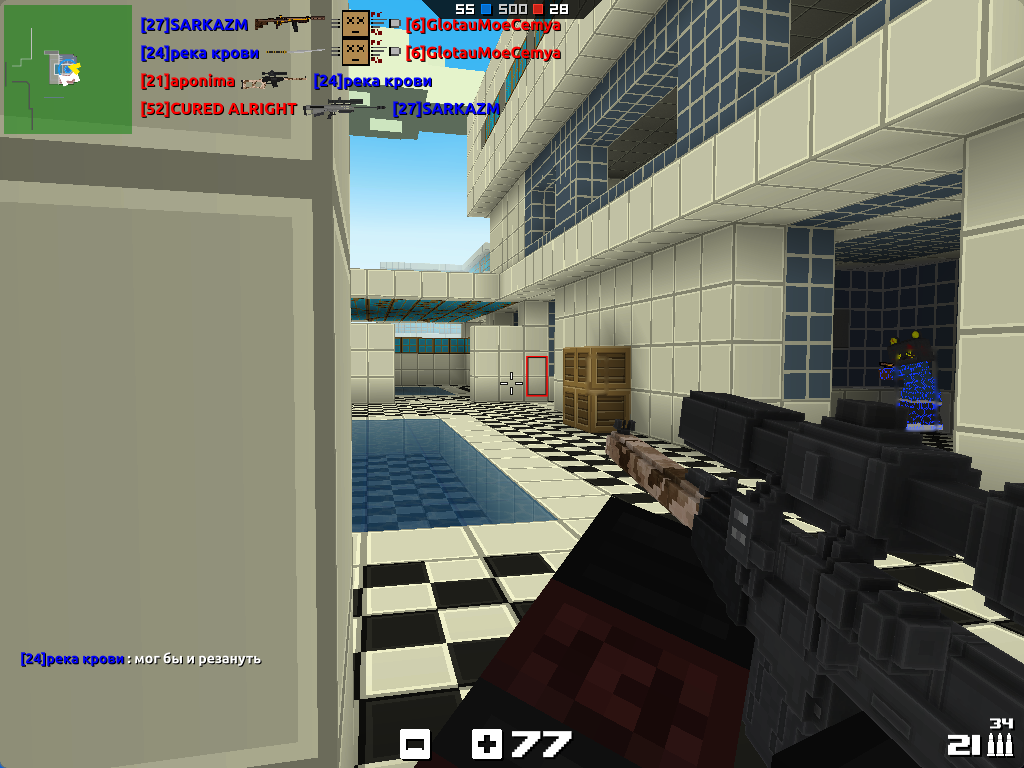 55 500 28
[27]SARKAZM [6]GlotauMoeCemya
[24]река крови [6]GlotauMoeCemya
[21]aponima [24]река крови
[52]CURED ALRIGHT [27]SARKAZM
[24]река крови : мог бы и резануть
77
34
21